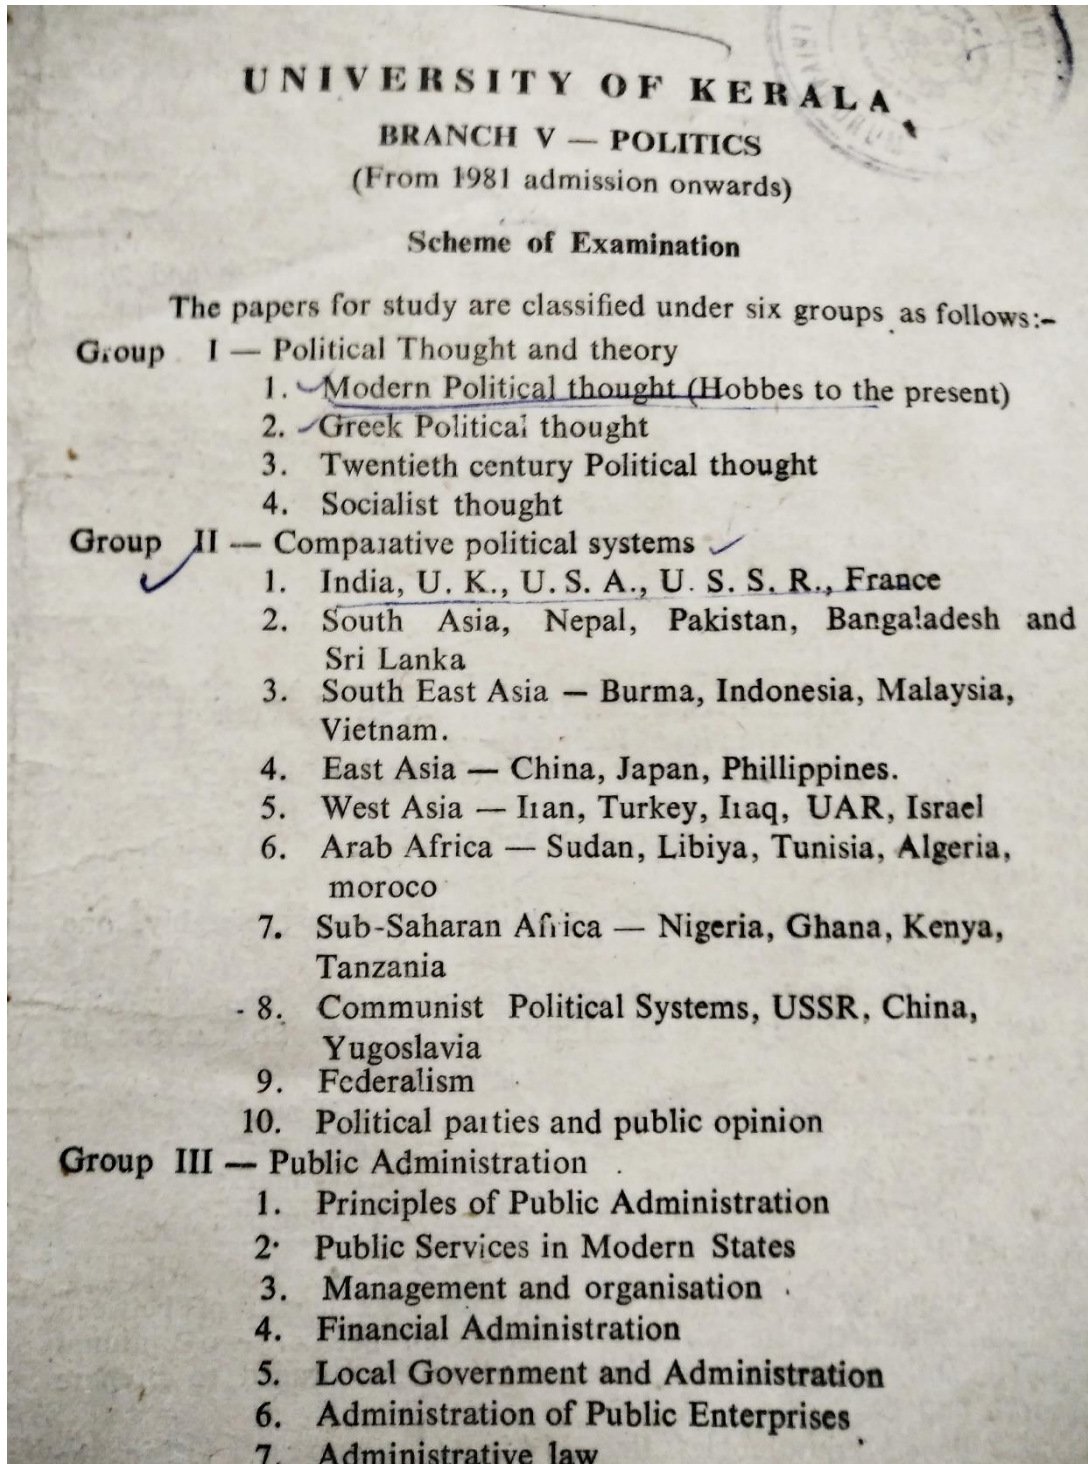 UNIVERSITY OF KERALA
BRANCH V — POLITICS
(From 1981 admission onwards)
Scheme of Examination
The papers for study are classified under six groups as follows:-
Group I — Political Thought and theory
1. Modern Political thought (Hobbes to the present)
2. Greek Political thought
3. Twentieth century Political thought
4. Socialist thought
Group II — Comparative political systems
1. India, U. K., U. S. A., U. S. S. R., France
2. South Asia, Nepal, Pakistan, Bangaladesh and
Sri Lanka
3. South East Asia — Burma, Indonesia, Malaysia,
Vietnam.
4. East Asia — China, Japan, Phillippines.
5. West Asia — Iran, Turkey, Iraq, UAR, Israel
6. Arab Africa — Sudan, Libiya, Tunisia, Algeria,
moroco
7. Sub-Saharan Africa — Nigeria, Ghana, Kenya,
Tanzania
8. Communist Political Systems, USSR, China,
Yugoslavia
9. Federalism
10. Political parties and public opinion
Group III — Public Administration
1. Principles of Public Administration
2. Public Services in Modern States
3. Management and organisation
4. Financial Administration
5. Local Government and Administration
6. Administration of Public Enterprises
7. Administrative law